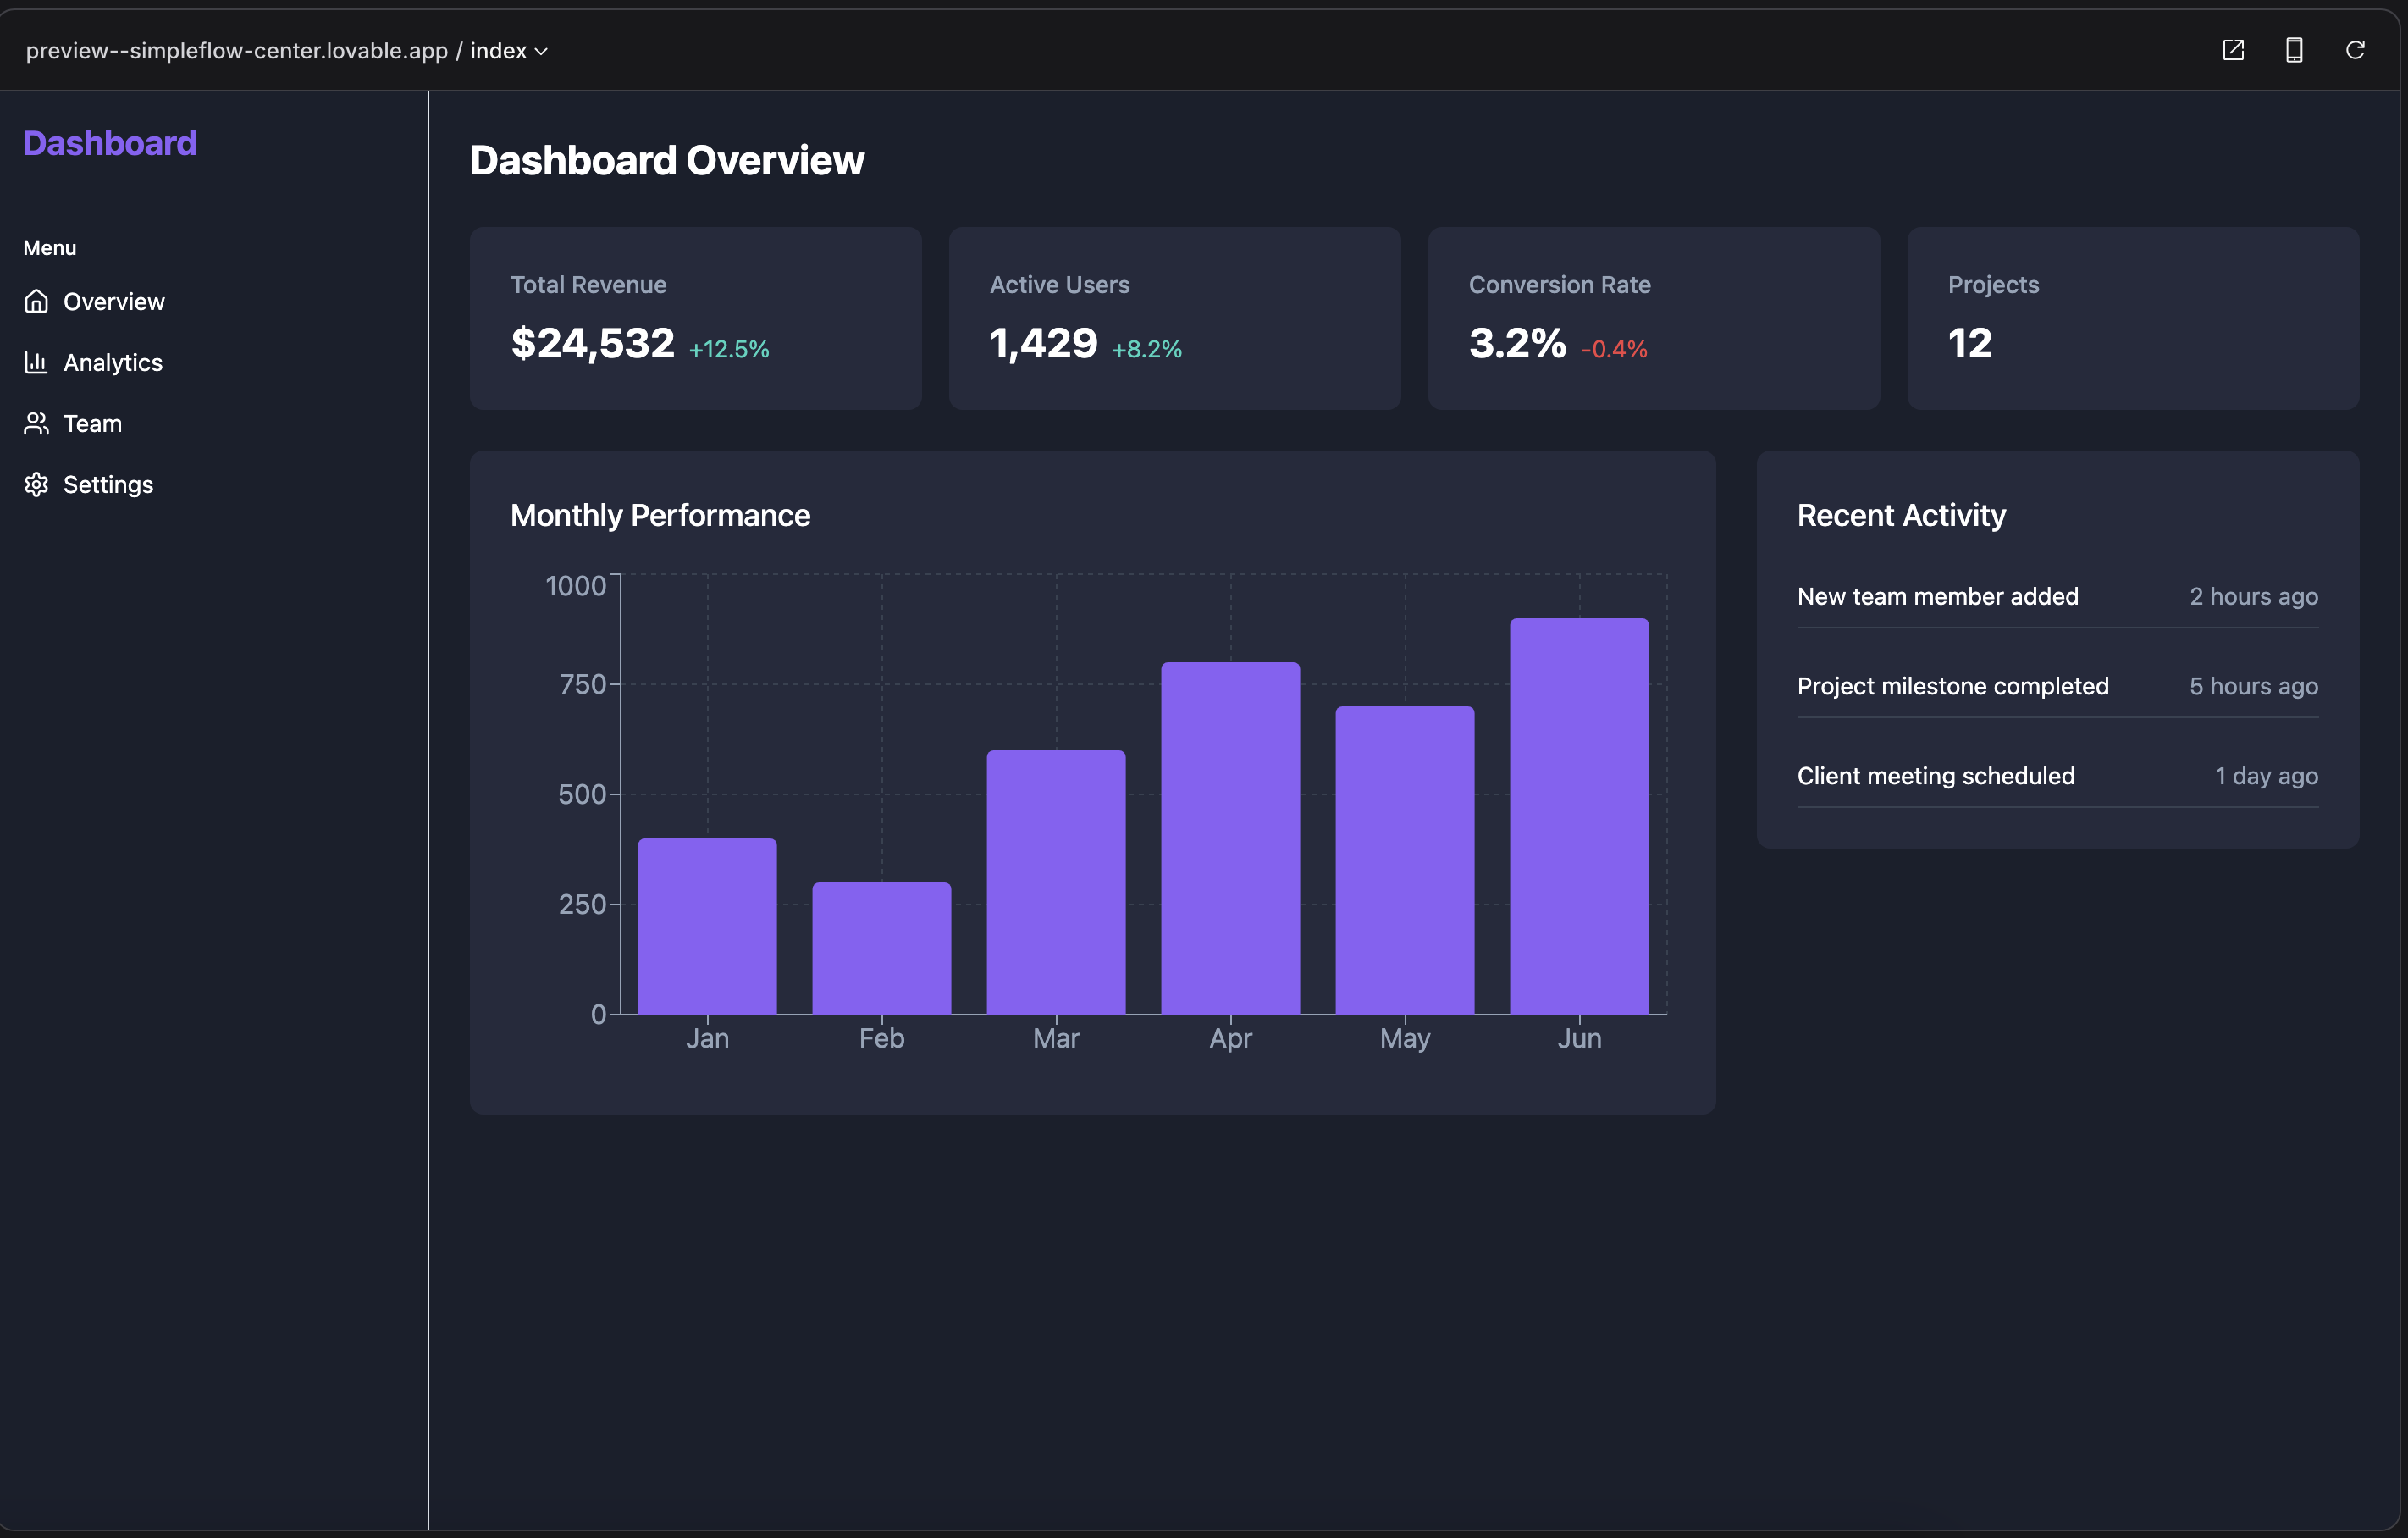 preview--simpleflow-center.lovable.app / index
Dashboard
Menu
Overview
Analytics
Team
Settings
Dashboard Overview
Total Revenue
$24,532 +12.5%
Active Users
1,429 +8.2%
Conversion Rate
3.2% -0.4%
Projects
12
Monthly Performance
1000
750
500
250
0
Jan Feb Mar Apr May Jun
Recent Activity
New team member added 2 hours ago
Project milestone completed 5 hours ago
Client meeting scheduled 1 day ago